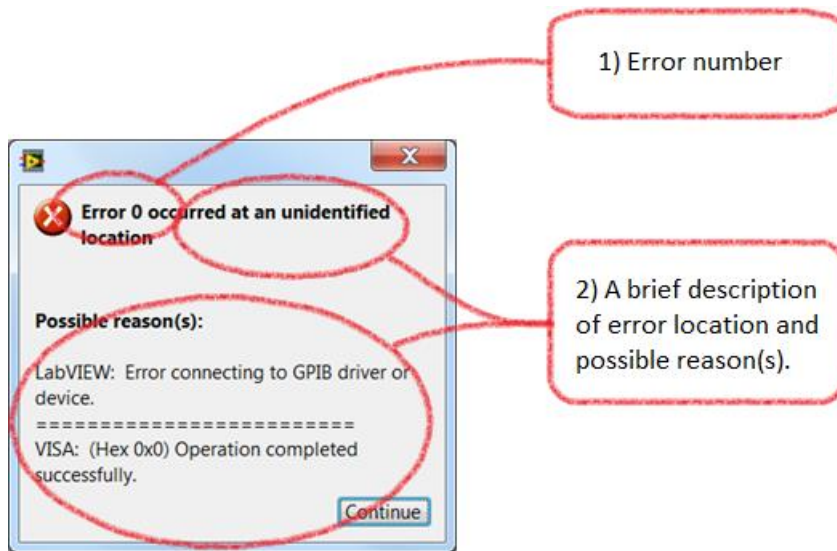 1) Error number
Error 0 occurred at an unidentified
location
Possible reason(s):
LabVIEW: Error connecting to GPIB driver or
device.
=========================
VISA: (Hex 0x0) Operation completed
successfully.
Continue
2) A brief description
of error location and
possible reason(s).